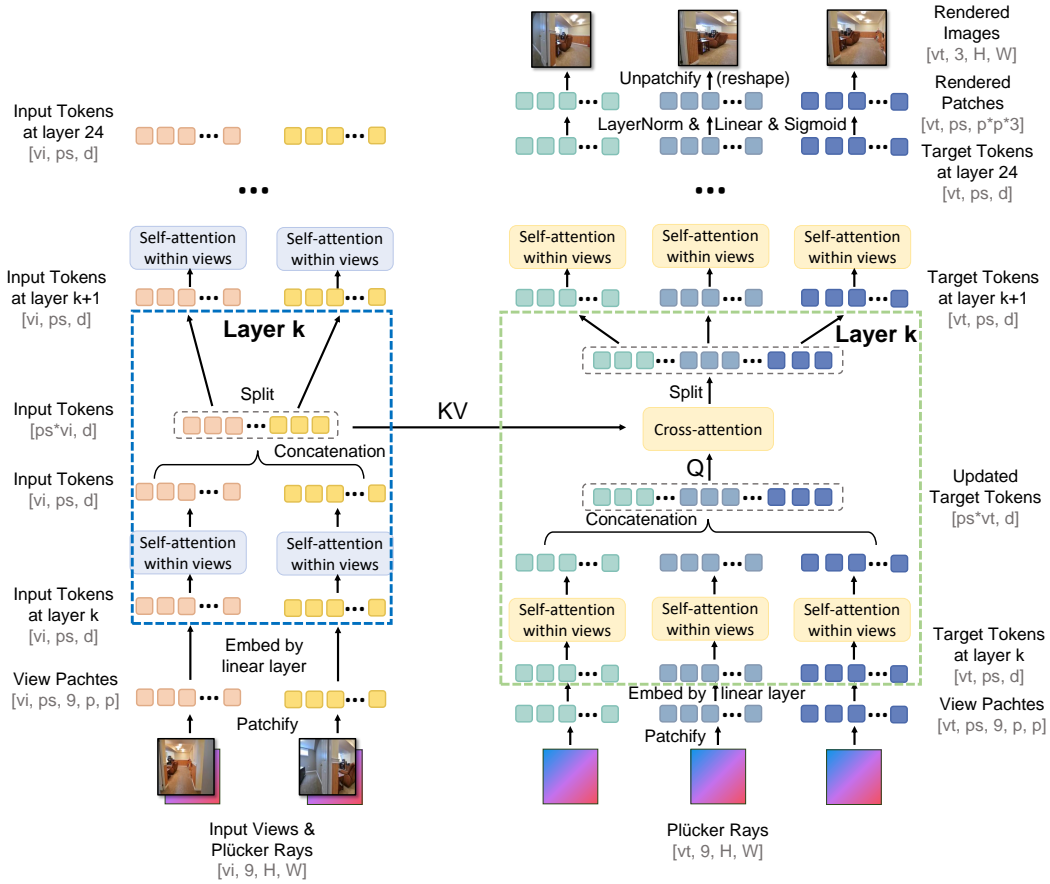 Rendered
Images
[vt, 3, H, W]
Unpatchify (reshape)
Rendered
Patches
[vt, ps, p*p*3]
Input Tokens
at layer 24
[vi, ps, d]
LayerNorm & Linear & Sigmoid
Target Tokens
at layer 24
[vt, ps, d]
•••
•••
Self-attention
within views
Self-attention
within views
Self-attention
within views
Self-attention
within views
Self-attention
within views
Input Tokens
at layer k+1
[vi, ps, d]
Target Tokens
at layer k+1
[vt, ps, d]
Layer k
Layer k
Split
Split
Input Tokens
[ps*vi, d]
KV
Cross-attention
Concatenation
Q
Input Tokens
[vi, ps, d]
Updated
Target Tokens
[ps*vt, d]
Concatenation
Self-attention
within views
Self-attention
within views
Input Tokens
at layer k
[vi, ps, d]
Self-attention
within views
Self-attention
within views
Self-attention
within views
Target Tokens
at layer k
[vt, ps, d]
Embed by
linear layer
Embed by linear layer
View Pachtes
[vi, ps, 9, p, p]
View Pachtes
[vt, ps, 9, p, p]
Patchify
Patchify
Input Views &
Plücker Rays
[vi, 9, H, W]
Plücker Rays
[vt, 9, H, W]